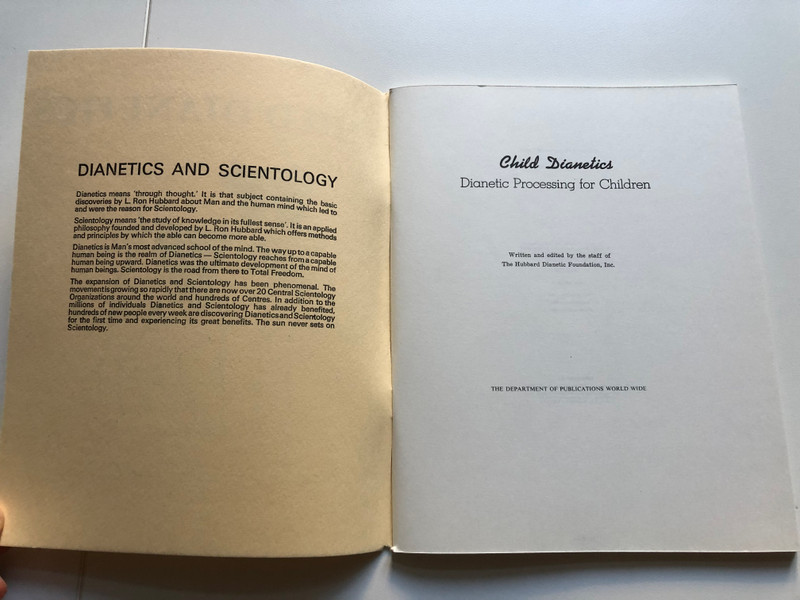 DIANETICS AND SCIENTOLOGY
Dianetics means 'through thought.' It is that subject containing the basic
discoveries by L. Ron Hubbard about Man and the human mind which led to
and were the reason for Scientology.
Scientology means 'the study of knowledge in its fullest sense'. It is an applied
philosophy founded and developed by L. Ron Hubbard which offers methods
and principles by which the able can become more able.
Dianetics is Man's most advanced school of the mind. The way up to a capable
human being is the realm of Dianetics — Scientology reaches from a capable
human being upward. Dianetics was the ultimate development of the mind of
human beings. Scientology is the road from there to Total Freedom.
The expansion of Dianetics and Scientology has been phenomenal. The
movement is growing so rapidly that there are now over 20 Central Scientology
Organizations around the world and hundreds of Centres. In addition to the
millions of individuals Dianetics and Scientology has already benefited,
hundreds of new people every week are discovering Dianetics and Scientology
for the first time and experiencing its great benefits. The sun never sets on
Scientology.
Child Dianetics
Dianetic Processing for Children
Written and edited by the staff of
The Hubbard Dianetic Foundation, Inc.
THE DEPARTMENT OF PUBLICATIONS WORLD WIDE